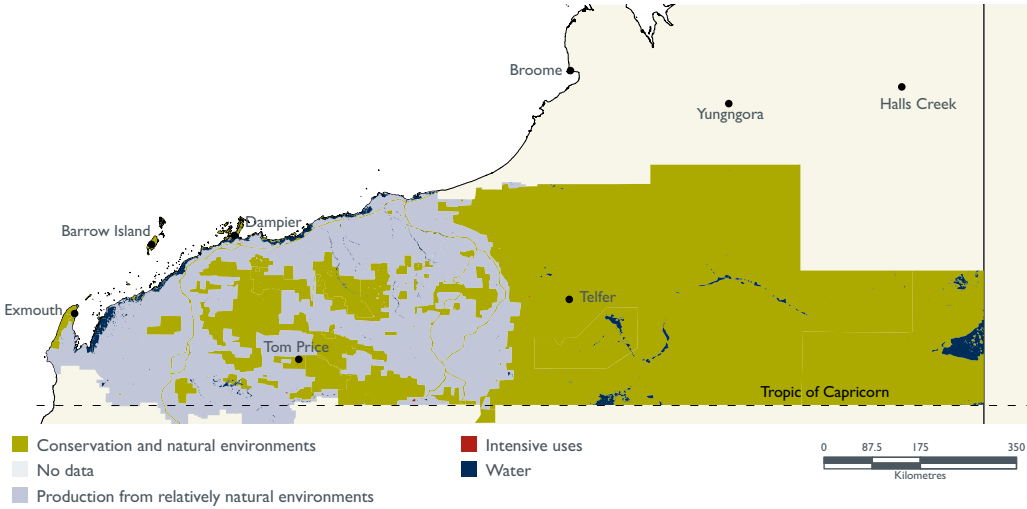 Broome
Yungngora
Halls Creek
Dampier
Barrow Island
Exmouth
Telfer
Tom Price
Tropic of Capricorn
Conservation and natural environments
No data
Production from relatively natural environments
Intensive uses
Water
0 87.5 175 350
Kilometres